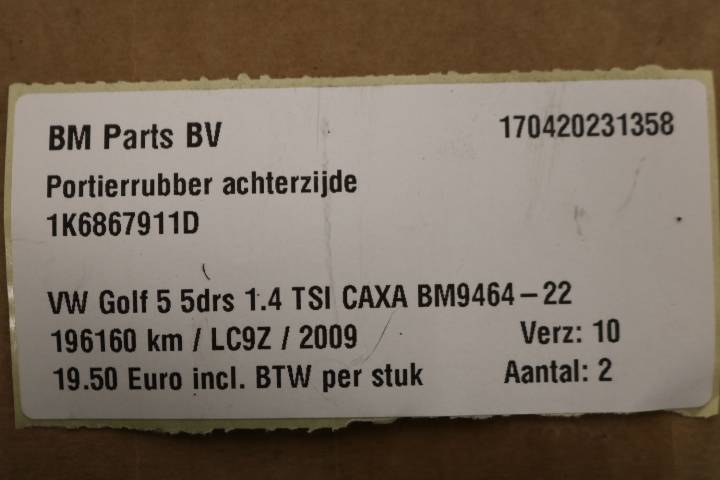 BM Parts BV 170420231358
Portierrubber achterzijde
1K6867911D
VW Golf 5 5drs 1.4 TSI CAXA BM9464-22
196160 km / LC9Z / 2009 Verz: 10
19.50 Euro incl. BTW per stuk Aantal: 2